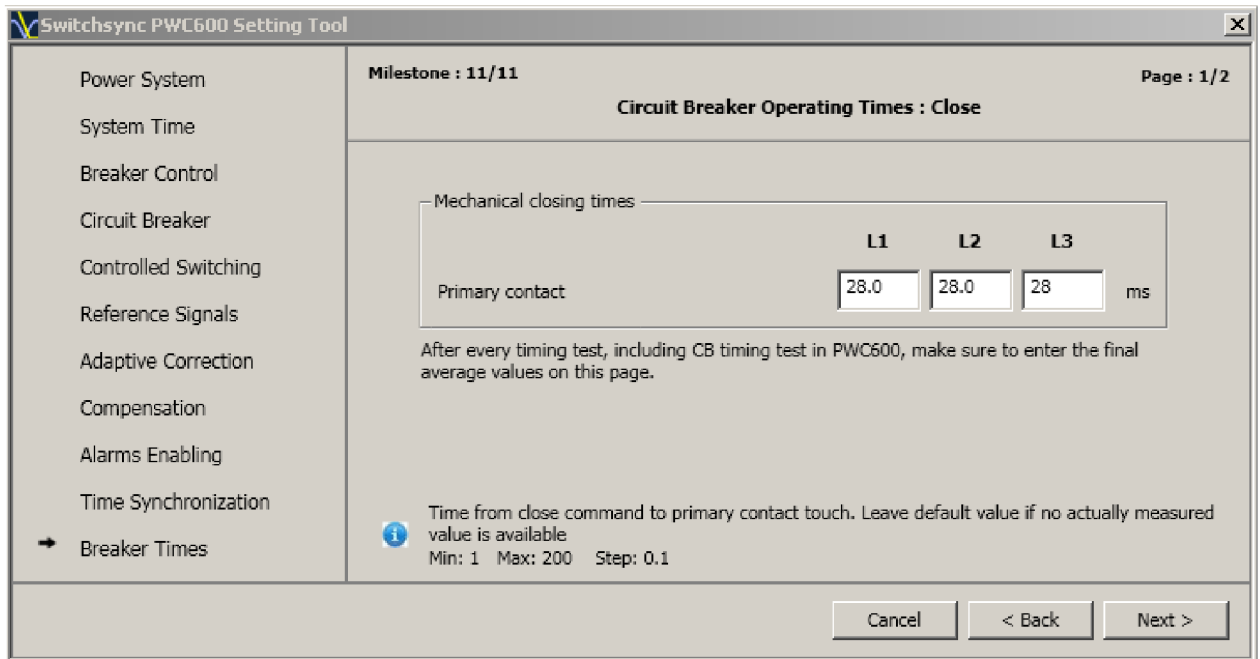 Switchsync PWC600 Setting Tool
Power System
System Time
Breaker Control
Circuit Breaker
Controlled Switching
Reference Signals
Adaptive Correction
Compensation
Alarms Enabling
Time Synchronization
Breaker Times
Milestone : 11/11
Page : 1/2
Circuit Breaker Operating Times : Close
Mechanical closing times
L1 L2 L3
Primary contact 28.0 28.0 28 ms
After every timing test, including CB timing test in PWC600, make sure to enter the final
average values on this page.
Time from close command to primary contact touch. Leave default value if no actually measured
value is available
Min: 1 Max: 200 Step: 0.1
Cancel < Back Next >